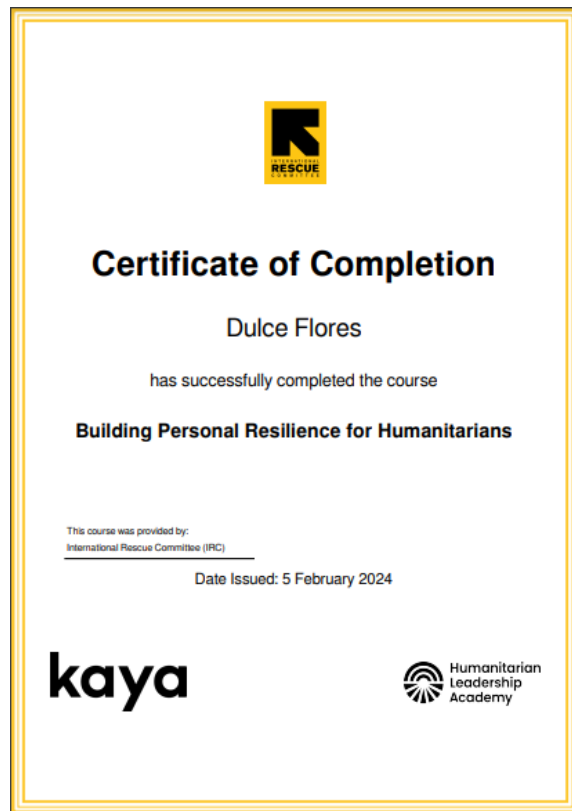 INTERNATIONAL
RESCUE
COMMITTEE
Certificate of Completion
Dulce Flores
has successfully completed the course
Building Personal Resilience for Humanitarians
This course was provided by:
International Rescue Committee (IRC)
Date Issued: 5 February 2024
kaya
Humanitarian
Leadership
Academy